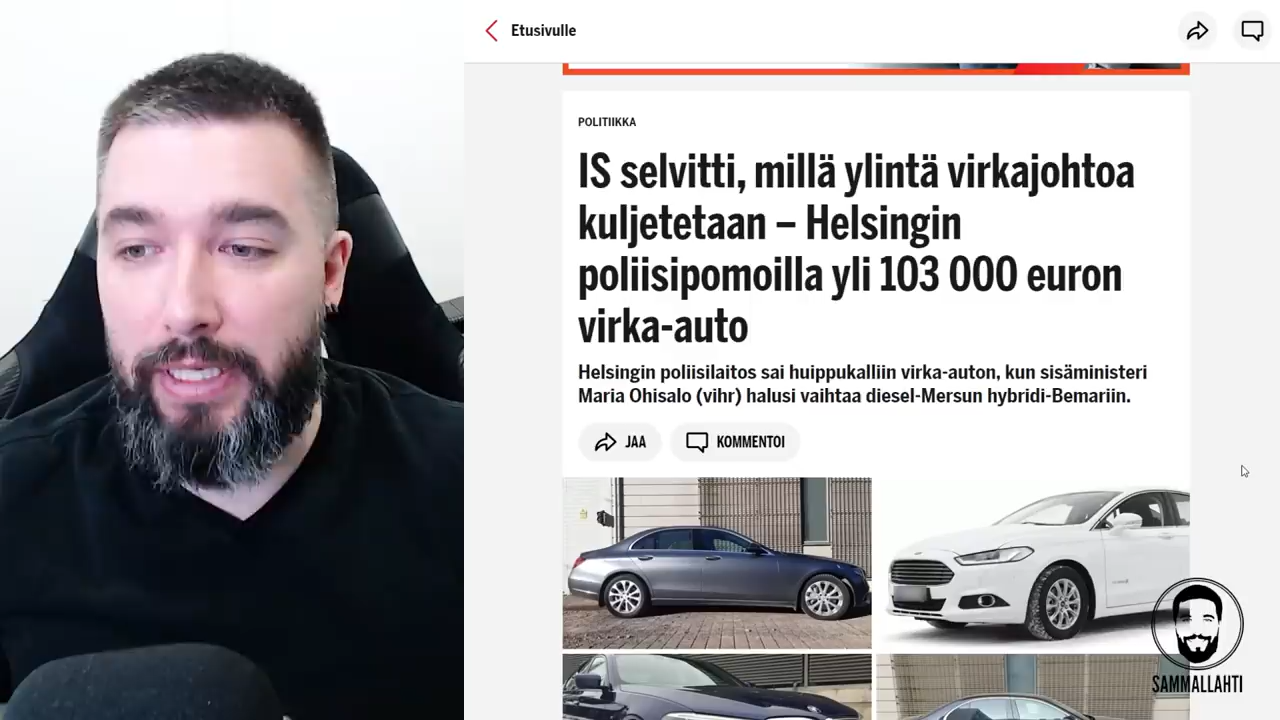 Etusivulle
POLITIIKKA
IS selvitti, millä ylintä virkajohtoa
kuljetetaan – Helsingin
poliisipomoilla yli 103 000 euron
virka-auto
Helsingin poliisilaitos sai huippukalliin virka-auton, kun sisäministeri
Maria Ohisalo (vihr) halusi vaihtaa diesel-Mersun hybridi-Bemariin.
JAA
KOMMENTOI
SAMMALLAHTI